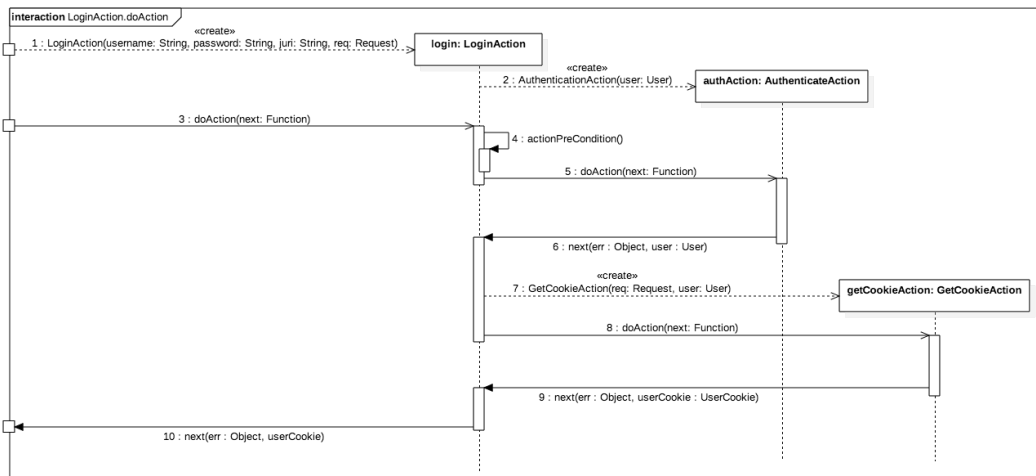 interaction LoginAction.doAction
«create»
1 : LoginAction(username: String, password: String, juri: String, req: Request)
login: LoginAction
«create»
2 : AuthenticationAction(user: User)
authAction: AuthenticateAction
3 : doAction(next: Function)
4 : actionPreCondition()
5 : doAction(next: Function)
6 : next(err : Object, user : User)
«create»
7 : GetCookieAction(req: Request, user: User)
getCookieAction: GetCookieAction
8 : doAction(next: Function)
9 : next(err : Object, userCookie : UserCookie)
10 : next(err : Object, userCookie)